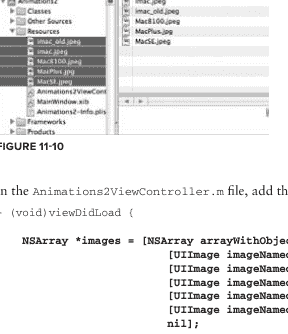 Animations2
Classes
Other Sources
Resources
imac_old.jpeg
imac.jpeg
Mac8100.jpeg
MacPlus.jpg
MacSE.jpeg
Animations2ViewCont
MainWindow.xib
Animations2-Info.plis
Frameworks
Products
imac.jpeg
imac_old.jpeg
Mac8100.jpeg
MacPlus.jpg
MacSE.jpeg
FIGURE 11-10
n the Animations2ViewController.m file, add th
- (void)viewDidLoad {
NSArray *images = [NSArray arrayWithObjec
[UIImage imageNamed
[UIImage imageNamed
[UIImage imageNamed
[UIImage imageNamed
[UIImage imageNamed
nil];